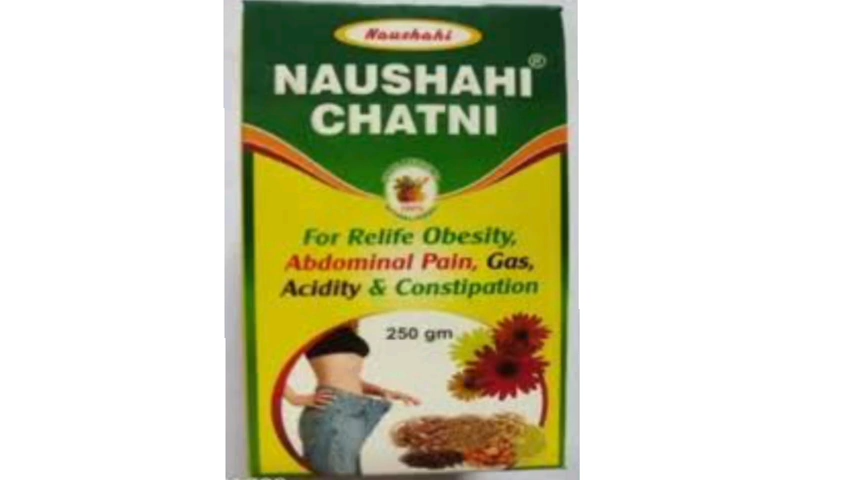 Naushahi
NAUSHAHI®
CHATNI
For Relife Obesity,
Abdominal Pain, Gas,
Acidity & Constipation
250 gm